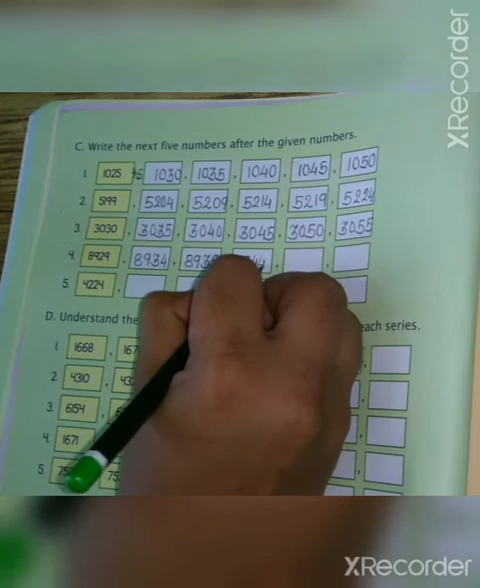 XRecorder
C. Write the next five numbers after the given numbers.
1. 1025 +5 1030, 1035, 1040, 1045, 1050
2. 5199, 5204, 5209, 5214, 5219, 5224
3. 3030, 3035, 3040, 3045, 3050, 3055
4. 8929, 8934,
5. 4224,
D. Understand the each series.
1. 1668,
2. 4310,
3. 6154,
4. 1671
5.
XRecorder